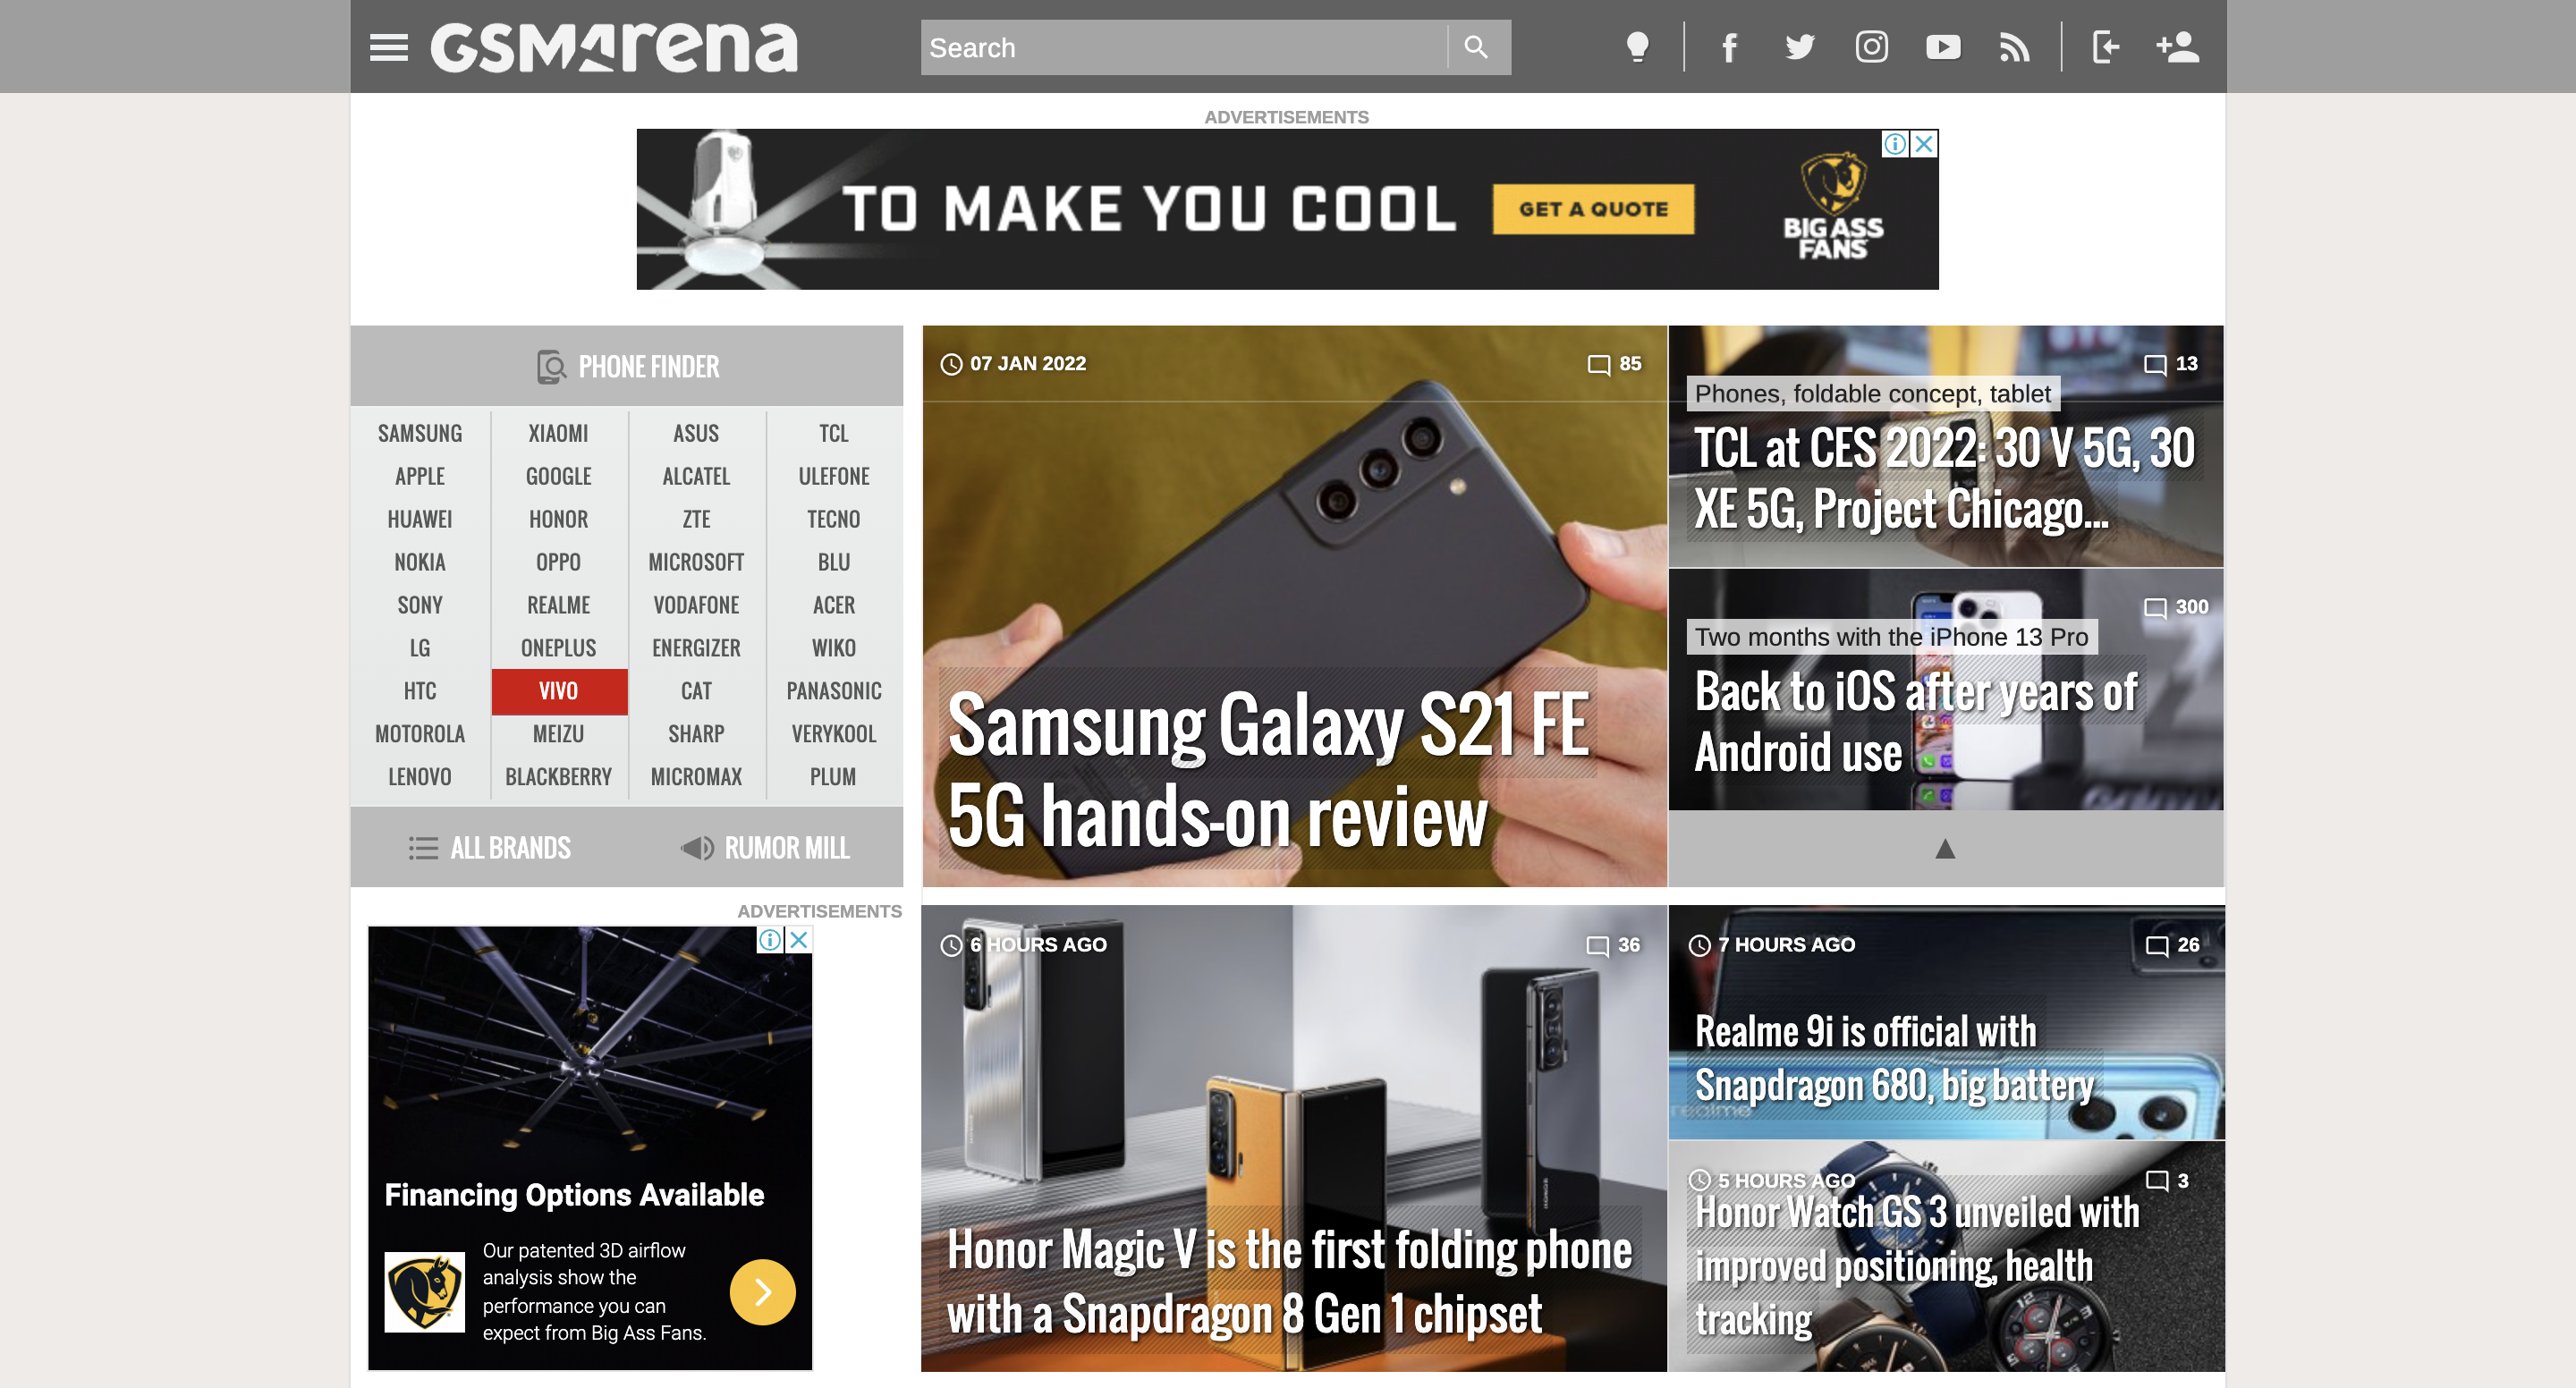 GSMArena
Search
ADVERTISEMENTS
TO MAKE YOU COOL
GET A QUOTE
BIG ASS
FANS
PHONE FINDER
SAMSUNG XIAOMI ASUS TCL
APPLE GOOGLE ALCATEL ULEFONE
HUAWEI HONOR ZTE TECNO
NOKIA OPPO MICROSOFT BLU
SONY REALME VODAFONE ACER
LG ONEPLUS ENERGIZER WIKO
HTC VIVO CAT PANASONIC
MOTOROLA MEIZU SHARP VERYKOOL
LENOVO BLACKBERRY MICROMAX PLUM
ALL BRANDS RUMOR MILL
07 JAN 2022 85
Samsung Galaxy S21 FE
5G hands-on review
13
Phones, foldable concept, tablet
TCL at CES 2022: 30 V 5G, 30
XE 5G, Project Chicago...
300
Two months with the iPhone 13 Pro
Back to iOS after years of
Android use
ADVERTISEMENTS
Financing Options Available
Our patented 3D airflow
analysis show the
performance you can
expect from Big Ass Fans.
6 HOURS AGO 36
Honor Magic V is the first folding phone
with a Snapdragon 8 Gen 1 chipset
7 HOURS AGO 26
Realme 9i is official with
Snapdragon 680, big battery
realme
5 HOURS AGO 3
Honor Watch GS 3 unveiled with
improved positioning, health
tracking